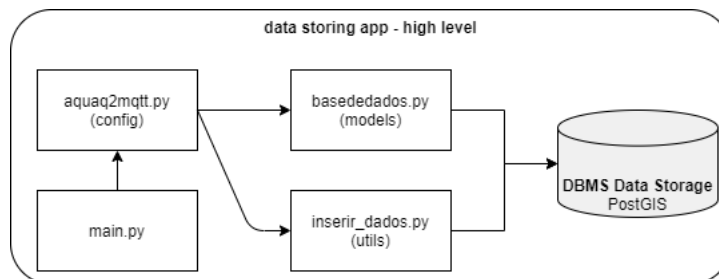 data storing app - high level
aquaq2mqtt.py
(config)
basededados.py
(models)
DBMS Data Storage
PostGIS
main.py
inserir_dados.py
(utils)